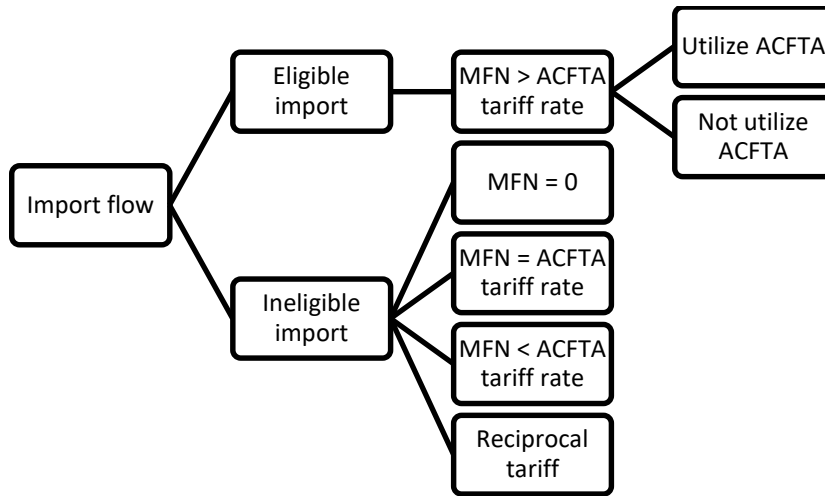 Import flow
Eligible
import
MFN > ACFTA
tariff rate
Utilize ACFTA
Not utilize
ACFTA
Ineligible
import
MFN = 0
MFN = ACFTA
tariff rate
MFN < ACFTA
tariff rate
Reciprocal
tariff